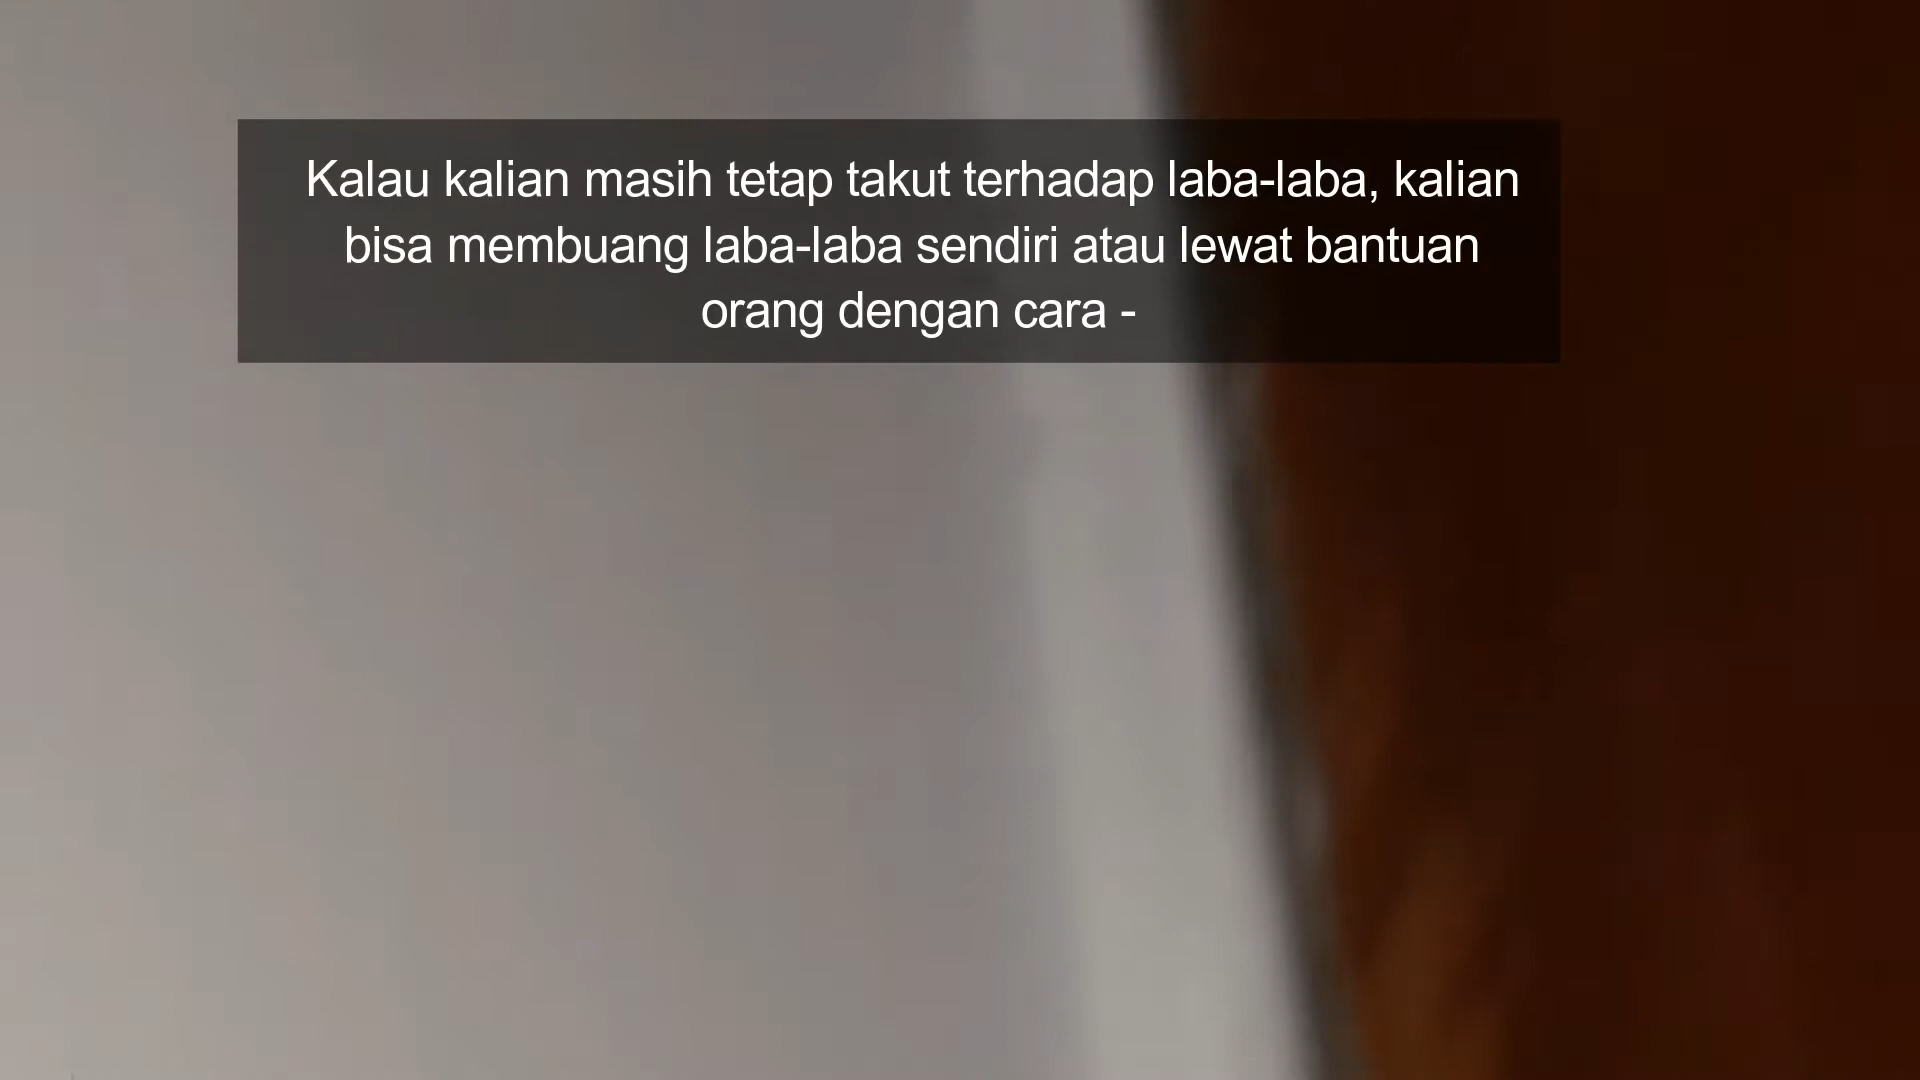 Kalau kalian masih tetap takut terhadap laba-laba, kalian
bisa membuang laba-laba sendiri atau lewat bantuan
orang dengan cara -